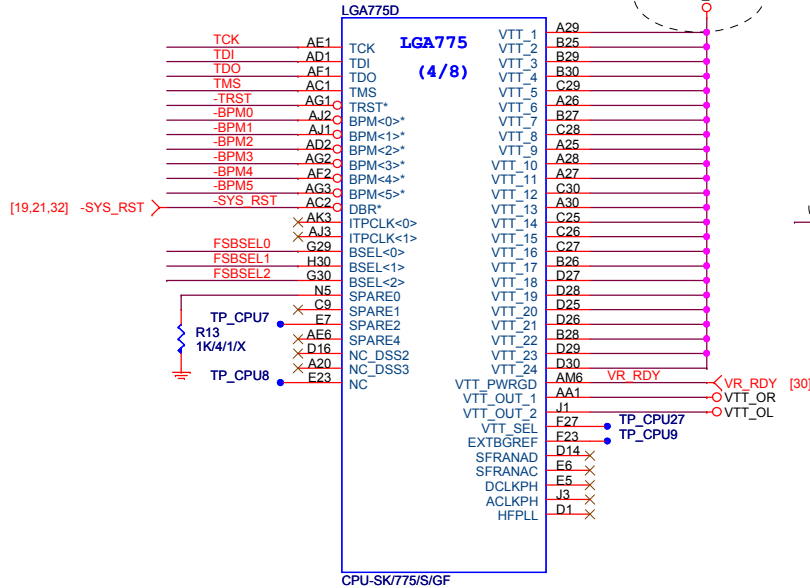 LGA775D
LGA775
(4/8)
TCK AE1 TCK
TDI AD1 TDI
TDO AF1 TDO
TMS AC1 TMS
-TRST AG1 TRST*
-BPM0 AJ2 BPM<0>*
-BPM1 AJ1 BPM<1>*
-BPM2 AD2 BPM<2>*
-BPM3 AG2 BPM<3>*
-BPM4 AF2 BPM<4>*
-BPM5 AG3 BPM<5>*
[19,21,32] -SYS_RST -SYS_RST AC2 DBR*
AK3 ITPCLK<0>
AJ3 ITPCLK<1>
FSBSEL0 G29 BSEL<0>
FSBSEL1 H30 BSEL<1>
FSBSEL2 G30 BSEL<2>
N5 SPARE0
C9 SPARE1
TP_CPU7 E7 SPARE2
R13
1K/4/1/X
AE6 SPARE4
D16 NC_DSS2
A20 NC_DSS3
TP_CPU8 E23 NC
VTT_1 A29
VTT_2 B25
VTT_3 B29
VTT_4 B30
VTT_5 C29
VTT_6 A26
VTT_7 B27
VTT_8 C28
VTT_9 A25
VTT_10 A28
VTT_11 A27
VTT_12 C30
VTT_13 A30
VTT_14 C25
VTT_15 C26
VTT_16 C27
VTT_17 B26
VTT_18 D27
VTT_19 D28
VTT_20 D25
VTT_21 D26
VTT_22 B28
VTT_23 D29
VTT_24 D30
VTT_PWRGD AM6 VR_RDY VR_RDY [30]
VTT_OUT_1 AA1 VTT_OR
VTT_OUT_2 J1 VTT_OL
VTT_SEL F27 TP_CPU27
EXTBGREF F23 TP_CPU9
SFRANAD D14
SFRANAC E6
DCLKPH E5
ACLKPH J3
HFPLL D1
CPU-SK/775/S/GF